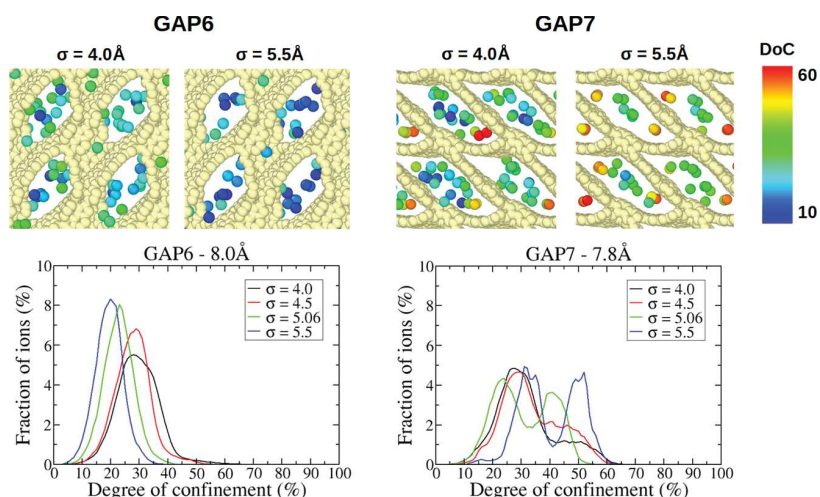 GAP6
GAP7
σ = 4.0Å
σ = 5.5Å
σ = 4.0Å
σ = 5.5Å
DoC
60
10
GAP6 - 8.0Å
10
8
6
4
2
0
Fraction of ions (%)
σ = 4.0
σ = 4.5
σ = 5.06
σ = 5.5
0 10 20 30 40 50 60 70 80 90 100
Degree of confinement (%)
GAP7 - 7.8Å
10
8
6
4
2
0
Fraction of ions (%)
σ = 4.0
σ = 4.5
σ = 5.06
σ = 5.5
0 10 20 30 40 50 60 70 80 90 100
Degree of confinement (%)